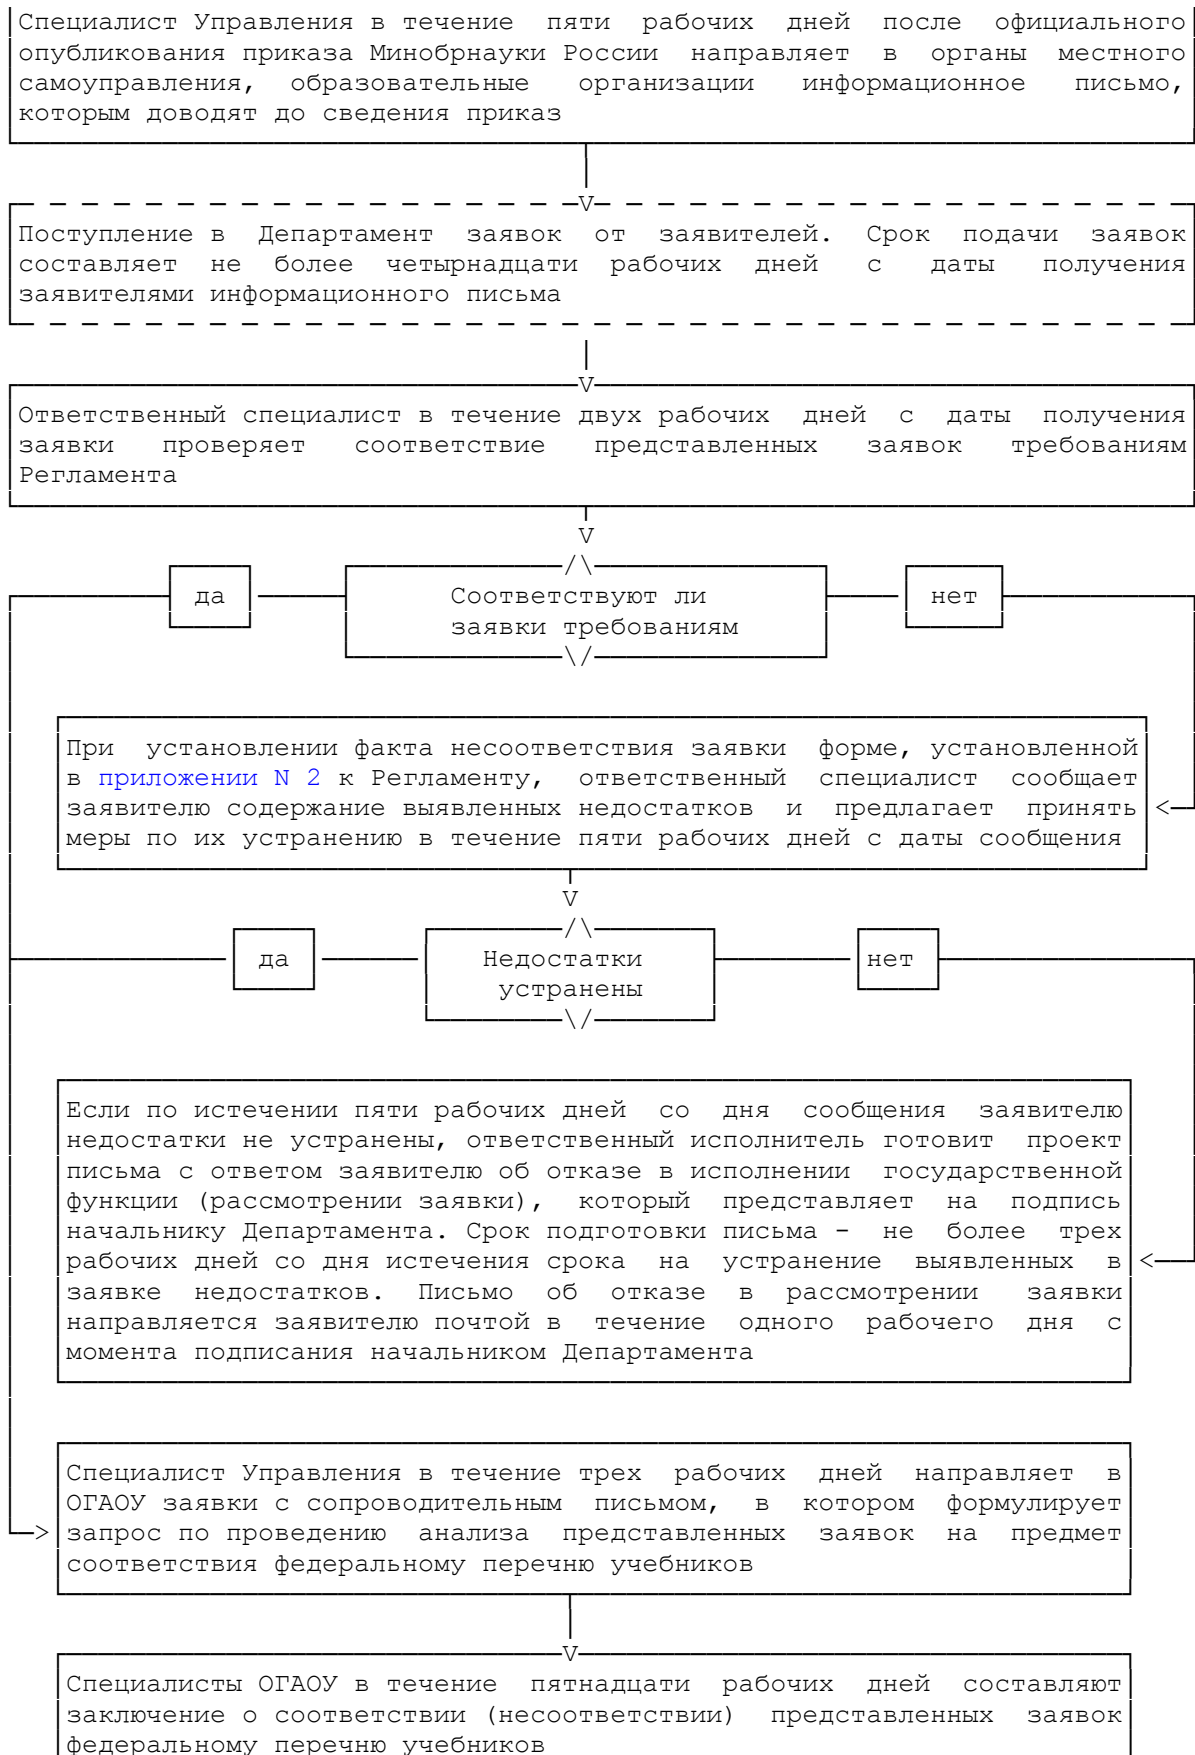 Специалист Управления в течение пяти рабочих дней после официального
опубликования приказа Минобрнауки России направляет в органы местного
самоуправления, образовательные организации информационное письмо,
которым доводят до сведения приказ
V
Поступление в Департамент заявок от заявителей. Срок подачи заявок
составляет не более четырнадцати рабочих дней с даты получения
заявителями информационного письма
V
Ответственный специалист в течение двух рабочих дней с даты получения
заявки проверяет соответствие представленных заявок требованиям
Регламента
V
да Соответствуют ли нет
заявки требованиям
При установлении факта несоответствия заявки форме, установленной
в приложении N 2 к Регламенту, ответственный специалист сообщает
заявителю содержание выявленных недостатков и предлагает принять
меры по их устранению в течение пяти рабочих дней с даты сообщения
V
да Недостатки нет
устранены
Если по истечении пяти рабочих дней со дня сообщения заявителю
недостатки не устранены, ответственный исполнитель готовит проект
письма с ответом заявителю об отказе в исполнении государственной
функции (рассмотрении заявки), который представляет на подпись
начальнику Департамента. Срок подготовки письма - не более трех
рабочих дней со дня истечения срока на устранение выявленных в
заявке недостатков. Письмо об отказе в рассмотрении заявки
направляется заявителю почтой в течение одного рабочего дня с
момента подписания начальником Департамента
Специалист Управления в течение трех рабочих дней направляет в
ОГАОУ заявки с сопроводительным письмом, в котором формулирует
запрос по проведению анализа представленных заявок на предмет
соответствия федеральному перечню учебников
V
Специалисты ОГАОУ в течение пятнадцати рабочих дней составляют
заключение о соответствии (несоответствии) представленных заявок
федеральному перечню учебников